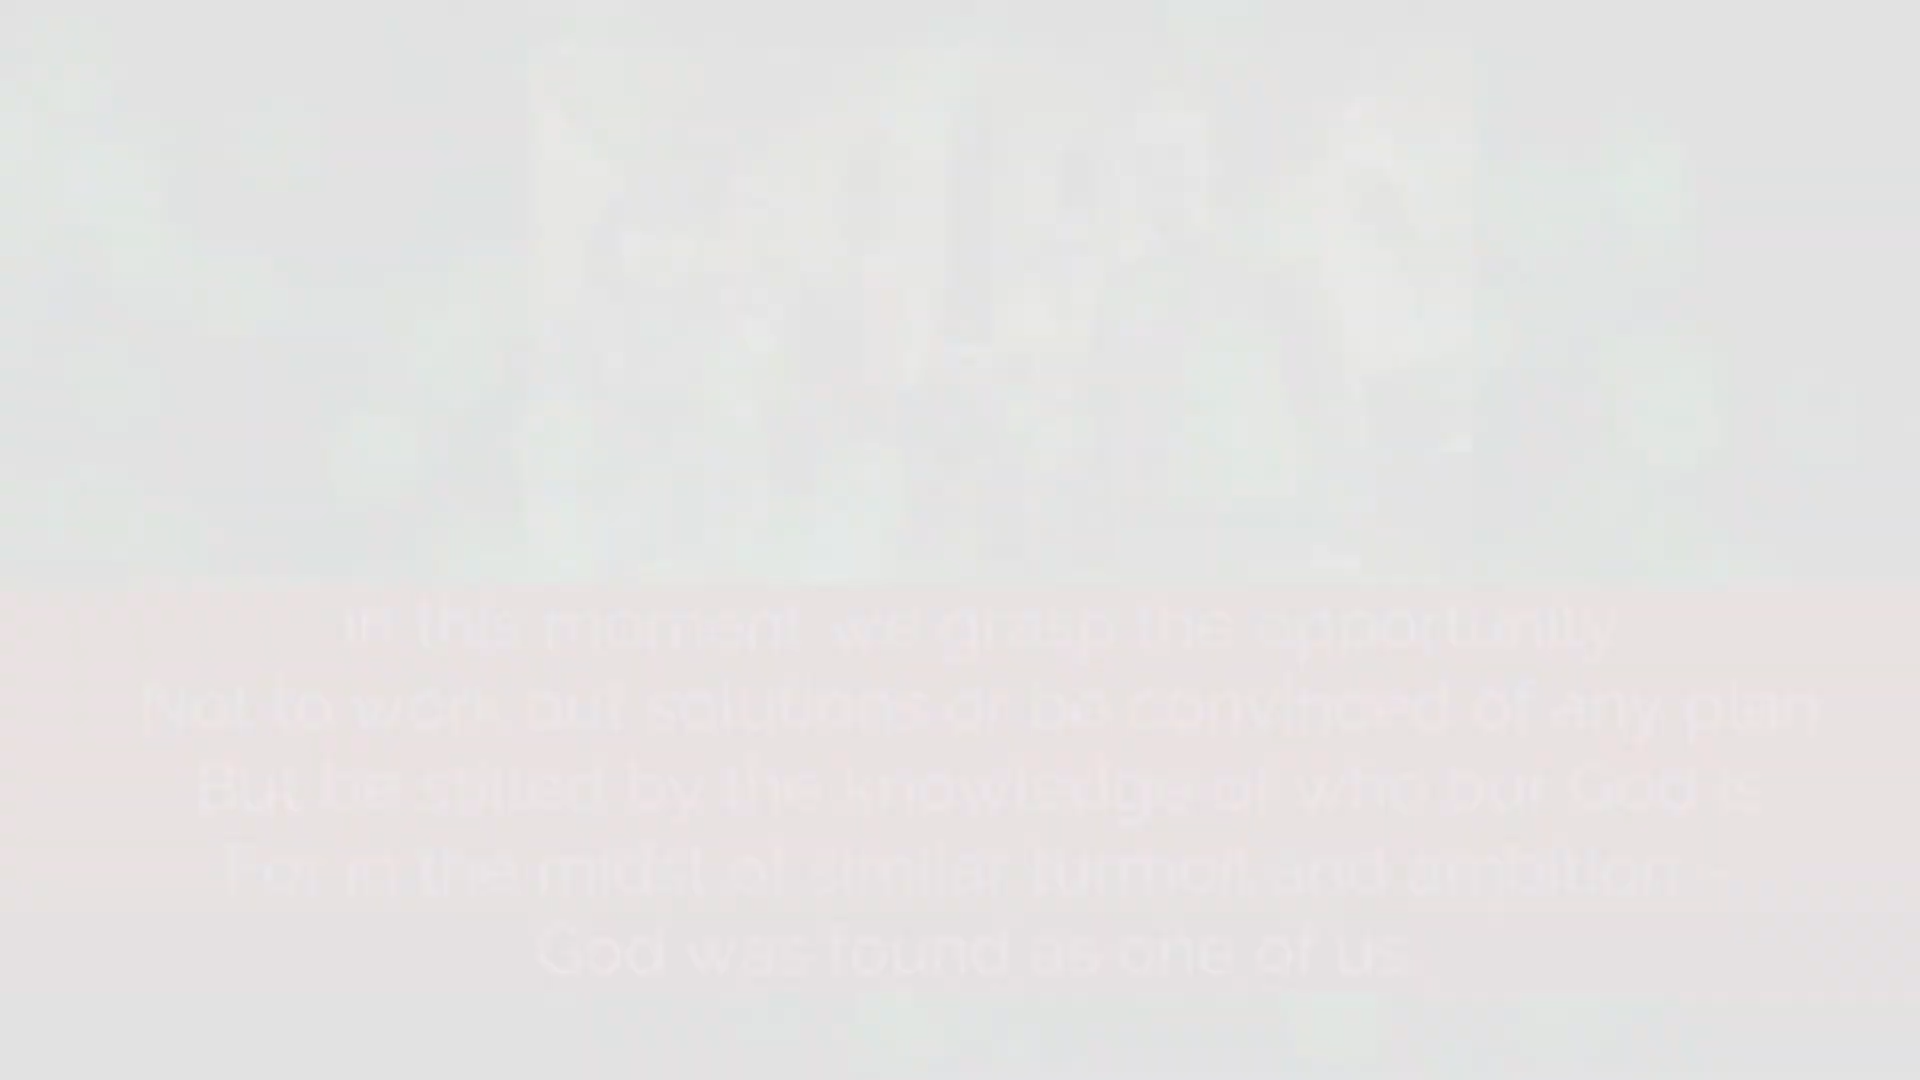 In this moment we grasp the opportunity
Not to work out solutions or be convinced of any plan
But be stilled by the knowledge of who our God is
For in the midst of similar turmoil and ambition -
God was found as one of us